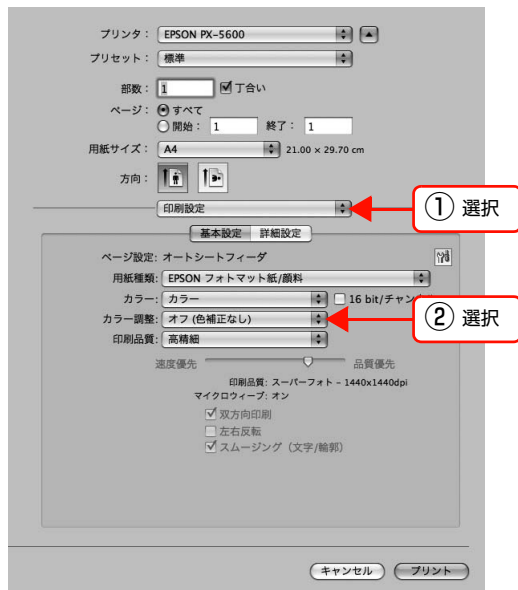 プリンタ： EPSON PX-5600
プリセット： 標準
部数： 1 丁合い
ページ： すべて
開始： 1 終了： 1
用紙サイズ： A4 21.00 × 29.70 cm
方向：
印刷設定
① 選択
基本設定 詳細設定
ページ設定: オートシートフィーダ
用紙種類: EPSON フォトマット紙/顔料
カラー: カラー 16 bit/チャン
カラー調整: オフ (色補正なし)
② 選択
印刷品質: 高精細
速度優先 品質優先
印刷品質: スーパーフォト - 1440x1440dpi
マイクロウィーブ: オン
双方向印刷
左右反転
スムージング（文字/輪郭）
キャンセル プリント